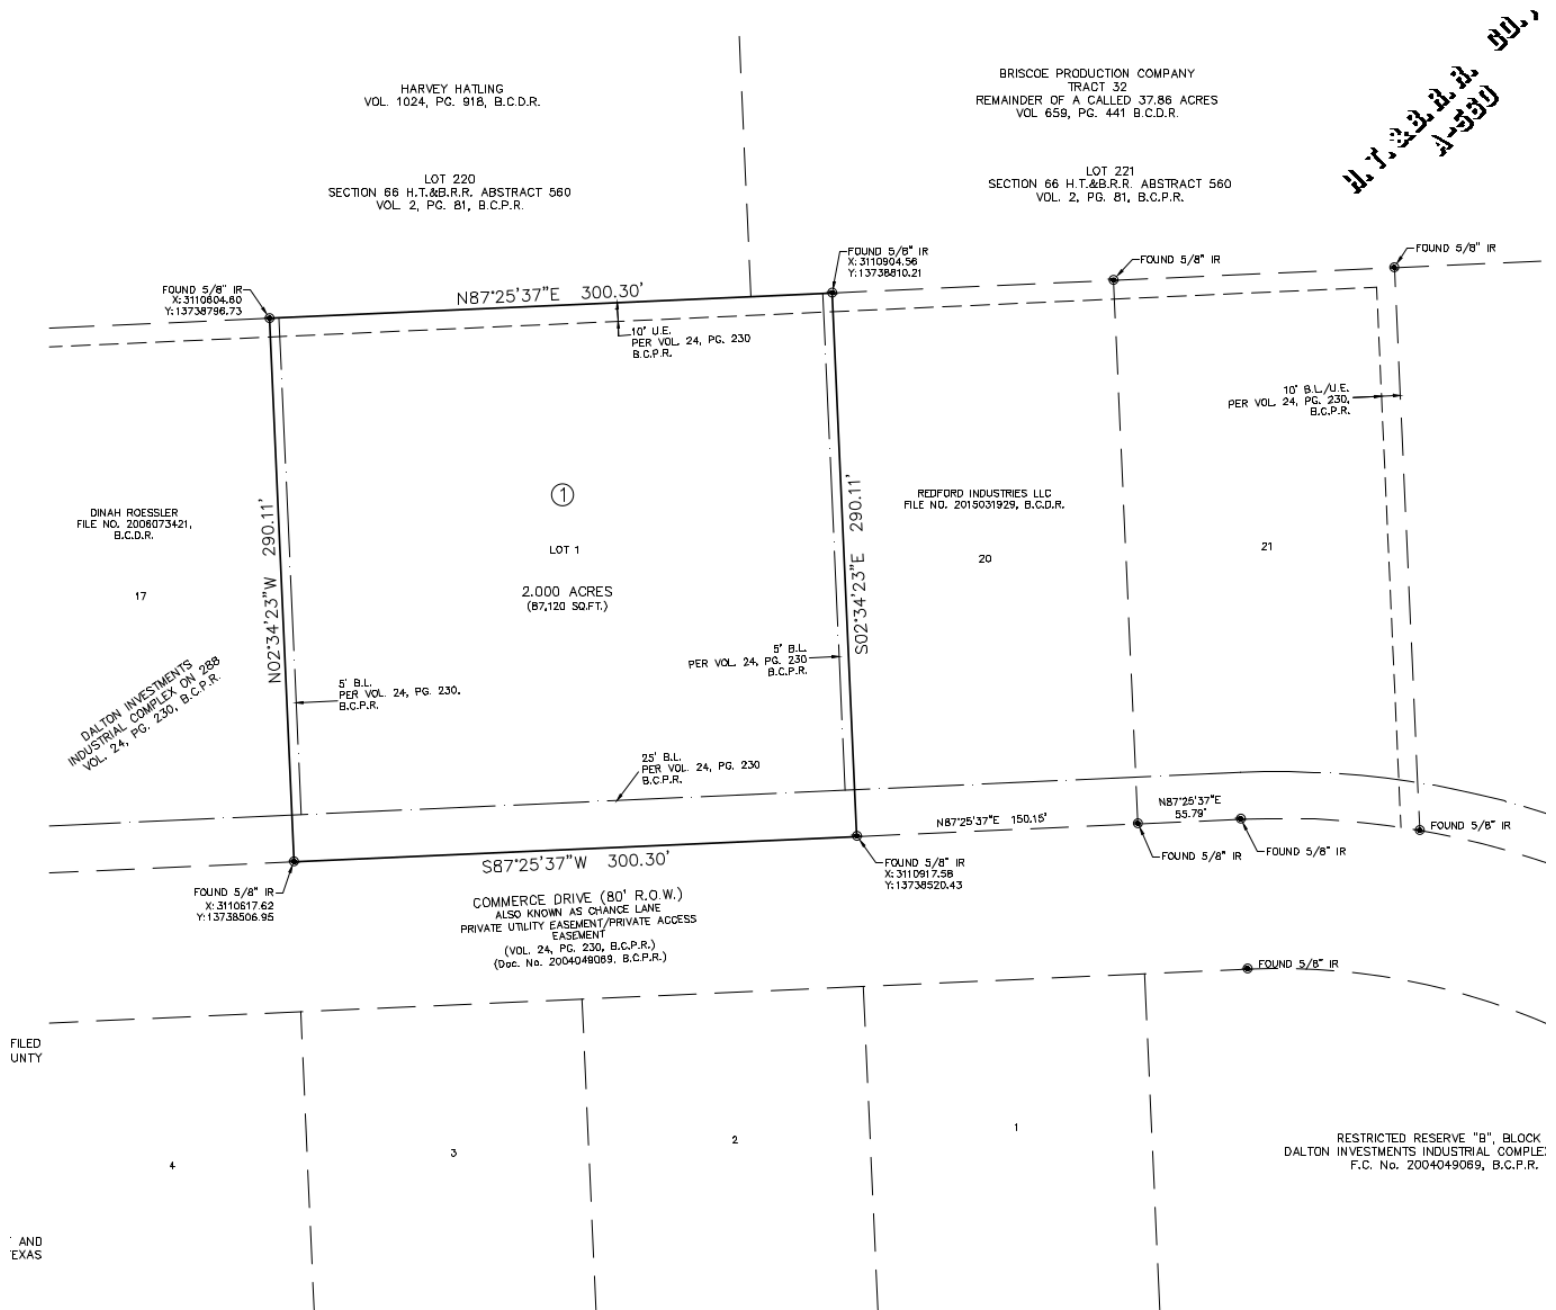 HARVEY HATLING
VOL. 1024, PG. 918, B.C.D.R.
LOT 220
SECTION 66 H.T.&B.R.R. ABSTRACT 560
VOL. 2, PG. 81, B.C.P.R.
BRISCOE PRODUCTION COMPANY
TRACT 32
REMAINDER OF A CALLED 37.86 ACRES
VOL 659, PG. 441 B.C.D.R.
LOT 221
SECTION 66 H.T.&B.R.R. ABSTRACT 560
VOL. 2, PG. 81, B.C.P.R.
H.T.&B.R.R. CO.,
A-560
FOUND 5/8" IR
X:3110604.60
Y:13738796.73
N87°25'37"E 300.30'
FOUND 5/8" IR
X:3110904.56
Y:13738810.21
FOUND 5/8" IR
FOUND 5/8" IR
10' U.E.
PER VOL. 24, PG. 230
B.C.P.R.
10' B.L./U.E.
PER VOL. 24, PG. 230,
B.C.P.R.
DINAH ROESSLER
FILE NO. 2006073421,
B.C.D.R.
17
DALTON INVESTMENTS
INDUSTRIAL COMPLEX ON 288
VOL. 24, PG. 230, B.C.P.R.
N02°34'23"W 290.11'
1
LOT 1
2.000 ACRES
(87,120 SQ.FT.)
5' B.L.
PER VOL. 24, PG. 230,
B.C.P.R.
5' B.L.
PER VOL. 24, PG. 230
B.C.P.R.
S02°34'23"E 290.11'
REDFORD INDUSTRIES LLC
FILE NO. 2015031929, B.C.D.R.
20
21
25' B.L.
PER VOL. 24, PG. 230
B.C.P.R.
S87°25'37"W 300.30'
N87°25'37"E 150.15'
N87°25'37"E
55.79'
FOUND 5/8" IR
FOUND 5/8" IR
FOUND 5/8" IR
FOUND 5/8" IR
X:3110917.58
Y:13738520.43
FOUND 5/8" IR
X:3110617.62
Y:13738506.95
COMMERCE DRIVE (80' R.O.W.)
ALSO KNOWN AS CHANCE LANE
PRIVATE UTILITY EASEMENT/PRIVATE ACCESS
EASEMENT
(VOL. 24, PG. 230, B.C.P.R.)
(Doc. No. 2004049069, B.C.P.R.)
FOUND 5/8" IR
FILED
UNTY
4
3
2
1
RESTRICTED RESERVE "B", BLOCK
DALTON INVESTMENTS INDUSTRIAL COMPLE
F.C. No. 2004049069, B.C.P.R.
AND
EXAS